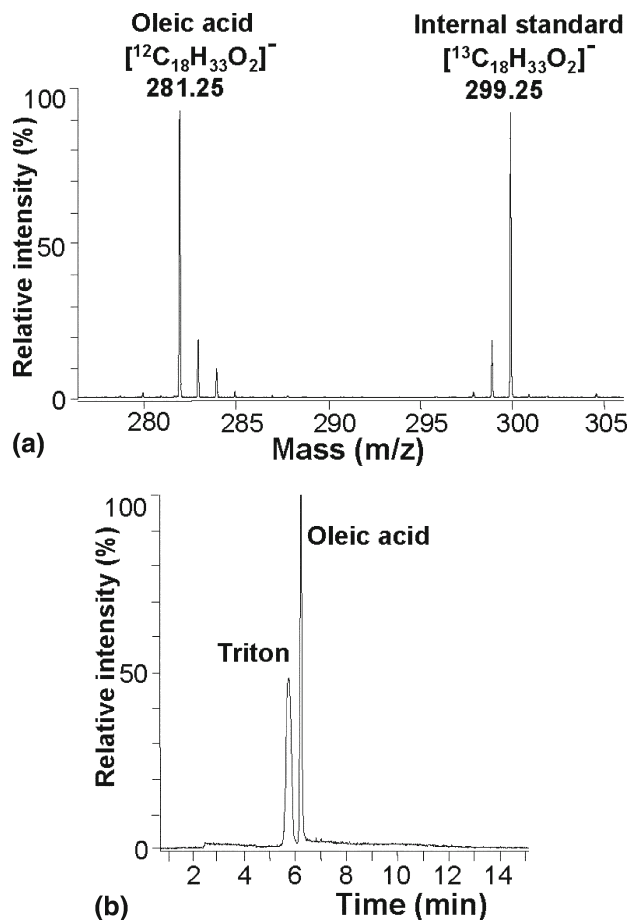 Oleic acid Internal standard
[¹²C₁₈H₃₃O₂]⁻ [¹³C₁₈H₃₃O₂]⁻
281.25 299.25
Relative intensity (%)
100
50
0
280 285 290 295 300 305
Mass (m/z)
(a)
Relative intensity (%)
100
50
0
Oleic acid
Triton
2 4 6 8 10 12 14
Time (min)
(b)